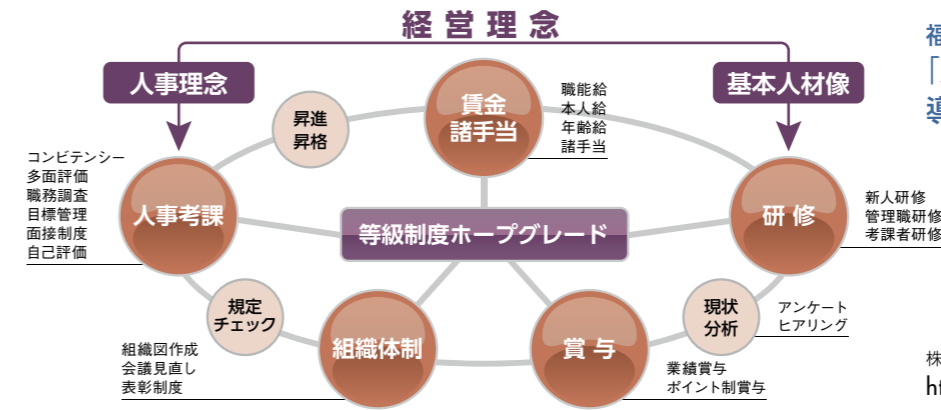 経営理念
人事理念
基本人材像
昇進
昇格
賃金
諸手当
職能給
本人給
年齢給
諸手当
コンピテンシー
多面評価
職務調査
目標管理
面接制度
自己評価
人事考課
等級制度ホープグレード
研修
新人研修
管理職研修
考課者研修
規定
チェック
組織体制
組織図作成
会議見直し
表彰制度
賞与
業績賞与
ポイント制賞与
現状
分析
アンケート
ヒアリング
福
導
株